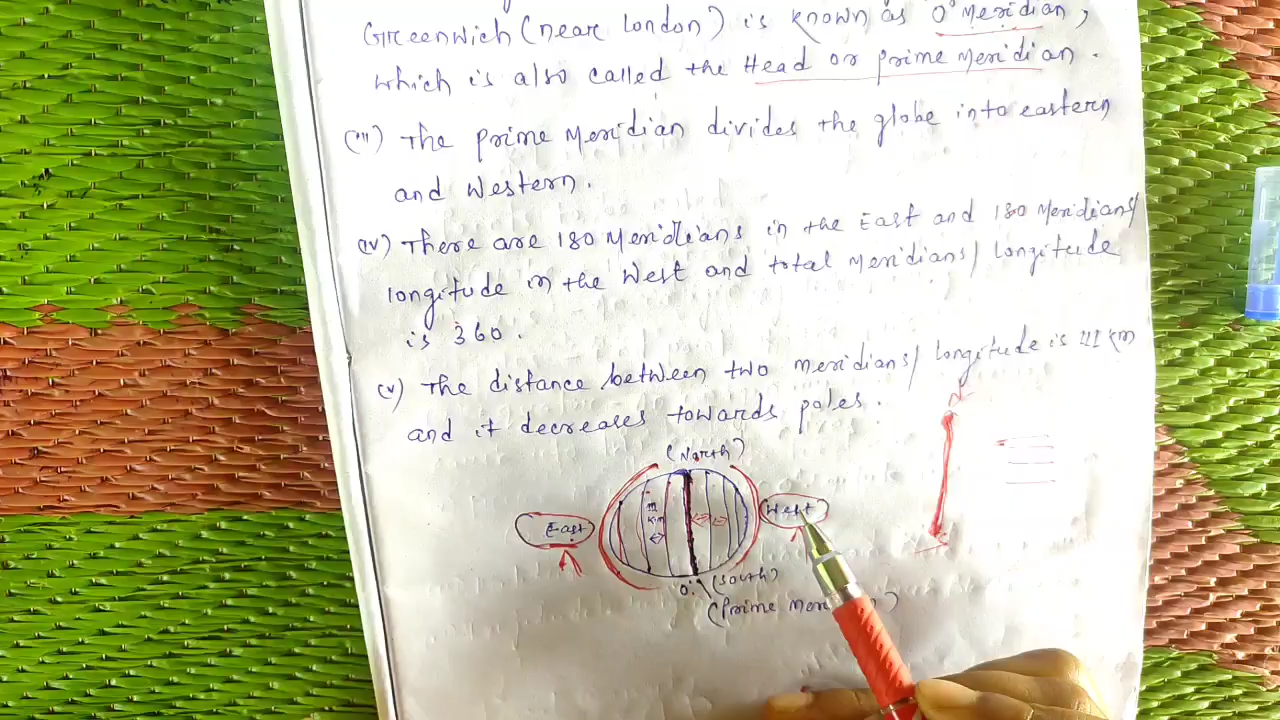 Greenwich (near London) is known as 0° Meridian,
which is also called the Head or prime Meridian.
(iii) The prime Meridian divides the globe into eastern
and Western.
(iv) There are 180 Meridians in the East and 180 Meridians/
longitude in the West and total Meridians/longitude
is 360.
(v) The distance between two meridians/longitude is 111 km
and it decreases towards poles.
N
(North)
East
West
km
0°
(South)
(Prime Mer